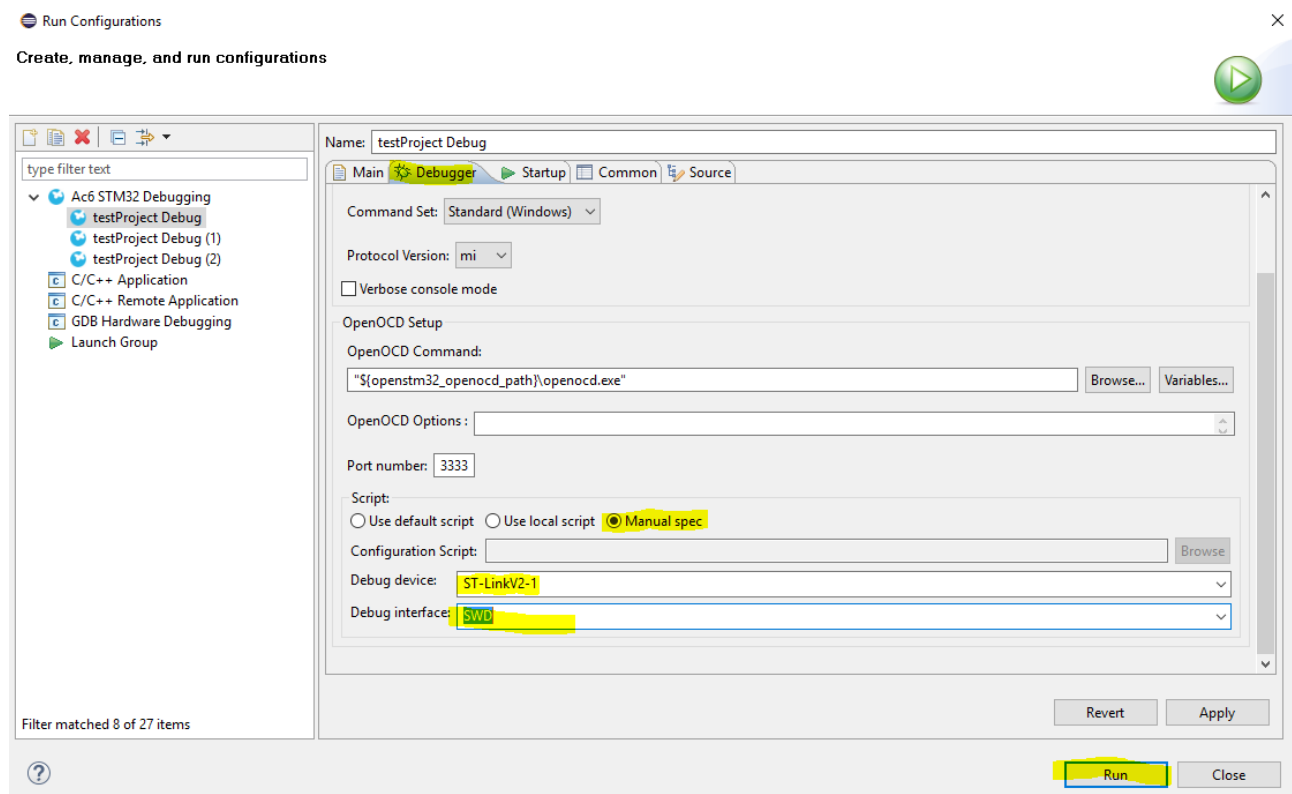 Run Configurations
Create, manage, and run configurations
type filter text
Ac6 STM32 Debugging
testProject Debug
testProject Debug (1)
testProject Debug (2)
C/C++ Application
C/C++ Remote Application
GDB Hardware Debugging
Launch Group
Filter matched 8 of 27 items
Name: testProject Debug
Main Debugger Startup Common Source
Command Set: Standard (Windows)
Protocol Version: mi
Verbose console mode
OpenOCD Setup
OpenOCD Command:
"${openstm32_openocd_path}\openocd.exe" Browse... Variables...
OpenOCD Options :
Port number: 3333
Script:
Use default script Use local script Manual spec
Configuration Script: Browse
Debug device: ST-LinkV2-1
Debug interface: SWD
Revert Apply
? Run Close